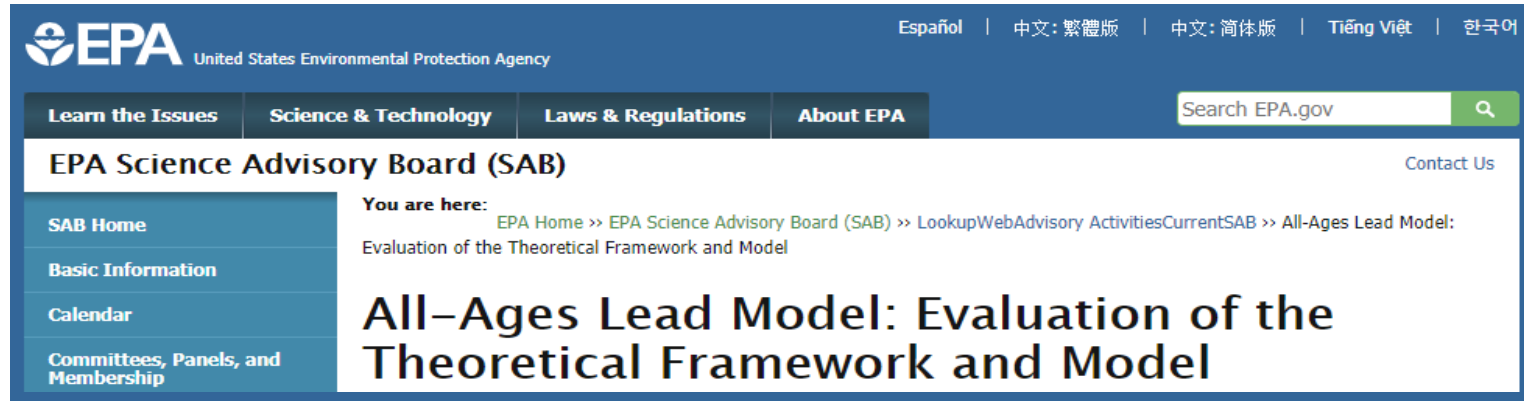 Español | 中文: 繁體版 | 中文: 简体版 | Tiếng Việt | 한국어
EPA United States Environmental Protection Agency
Learn the Issues Science & Technology Laws & Regulations About EPA Search EPA.gov
EPA Science Advisory Board (SAB) Contact Us
SAB Home
Basic Information
Calendar
Committees, Panels, and
Membership
You are here:
EPA Home ›› EPA Science Advisory Board (SAB) ›› LookupWebAdvisory ActivitiesCurrentSAB ›› All-Ages Lead Model:
Evaluation of the Theoretical Framework and Model
All-Ages Lead Model: Evaluation of the
Theoretical Framework and Model